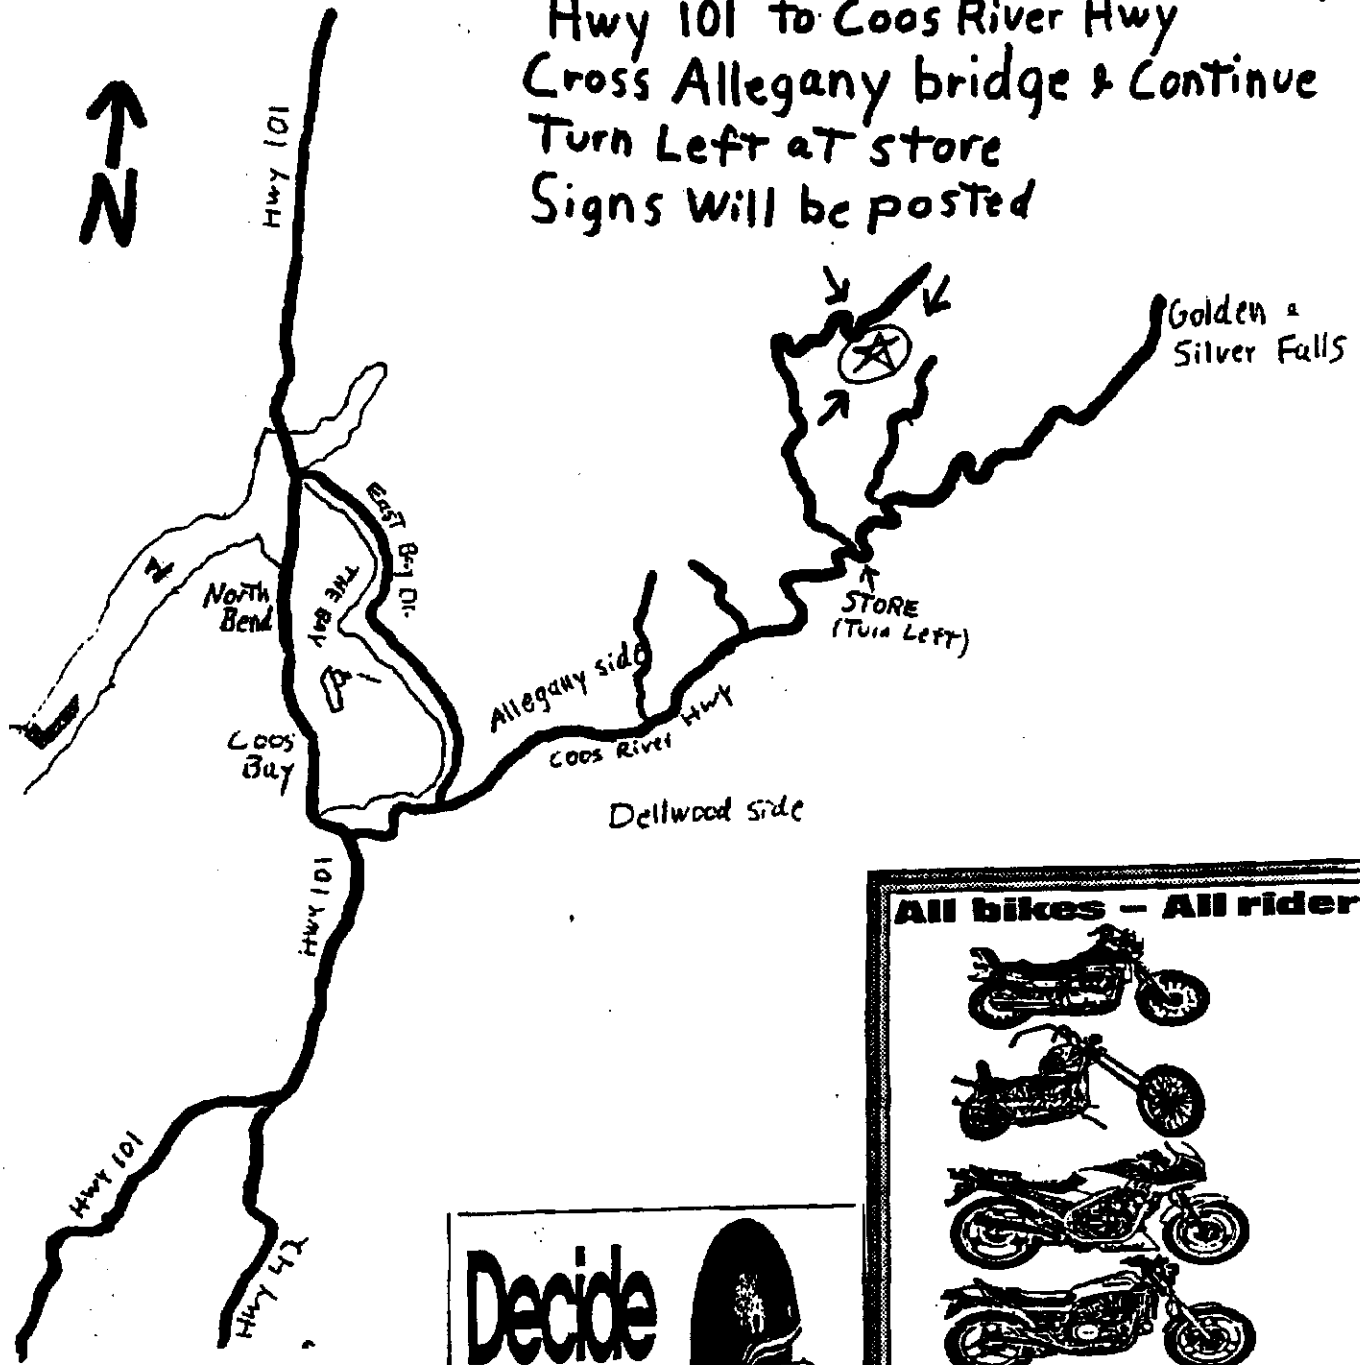 Hwy 101 to Coos River Hwy
Cross Allegany bridge & Continue
Turn Left at store
Signs Will be posted
N
Hwy 101
Golden &
Silver Falls
East Bay Dr.
THE BAY
North
Bend
STORE
(Turn Left)
Allegany side
Coos River Hwy
Coos
Bay
Dellwood side
Hwy 101
All bikes – All rider
Hwy 101
Hwy 42
Decide